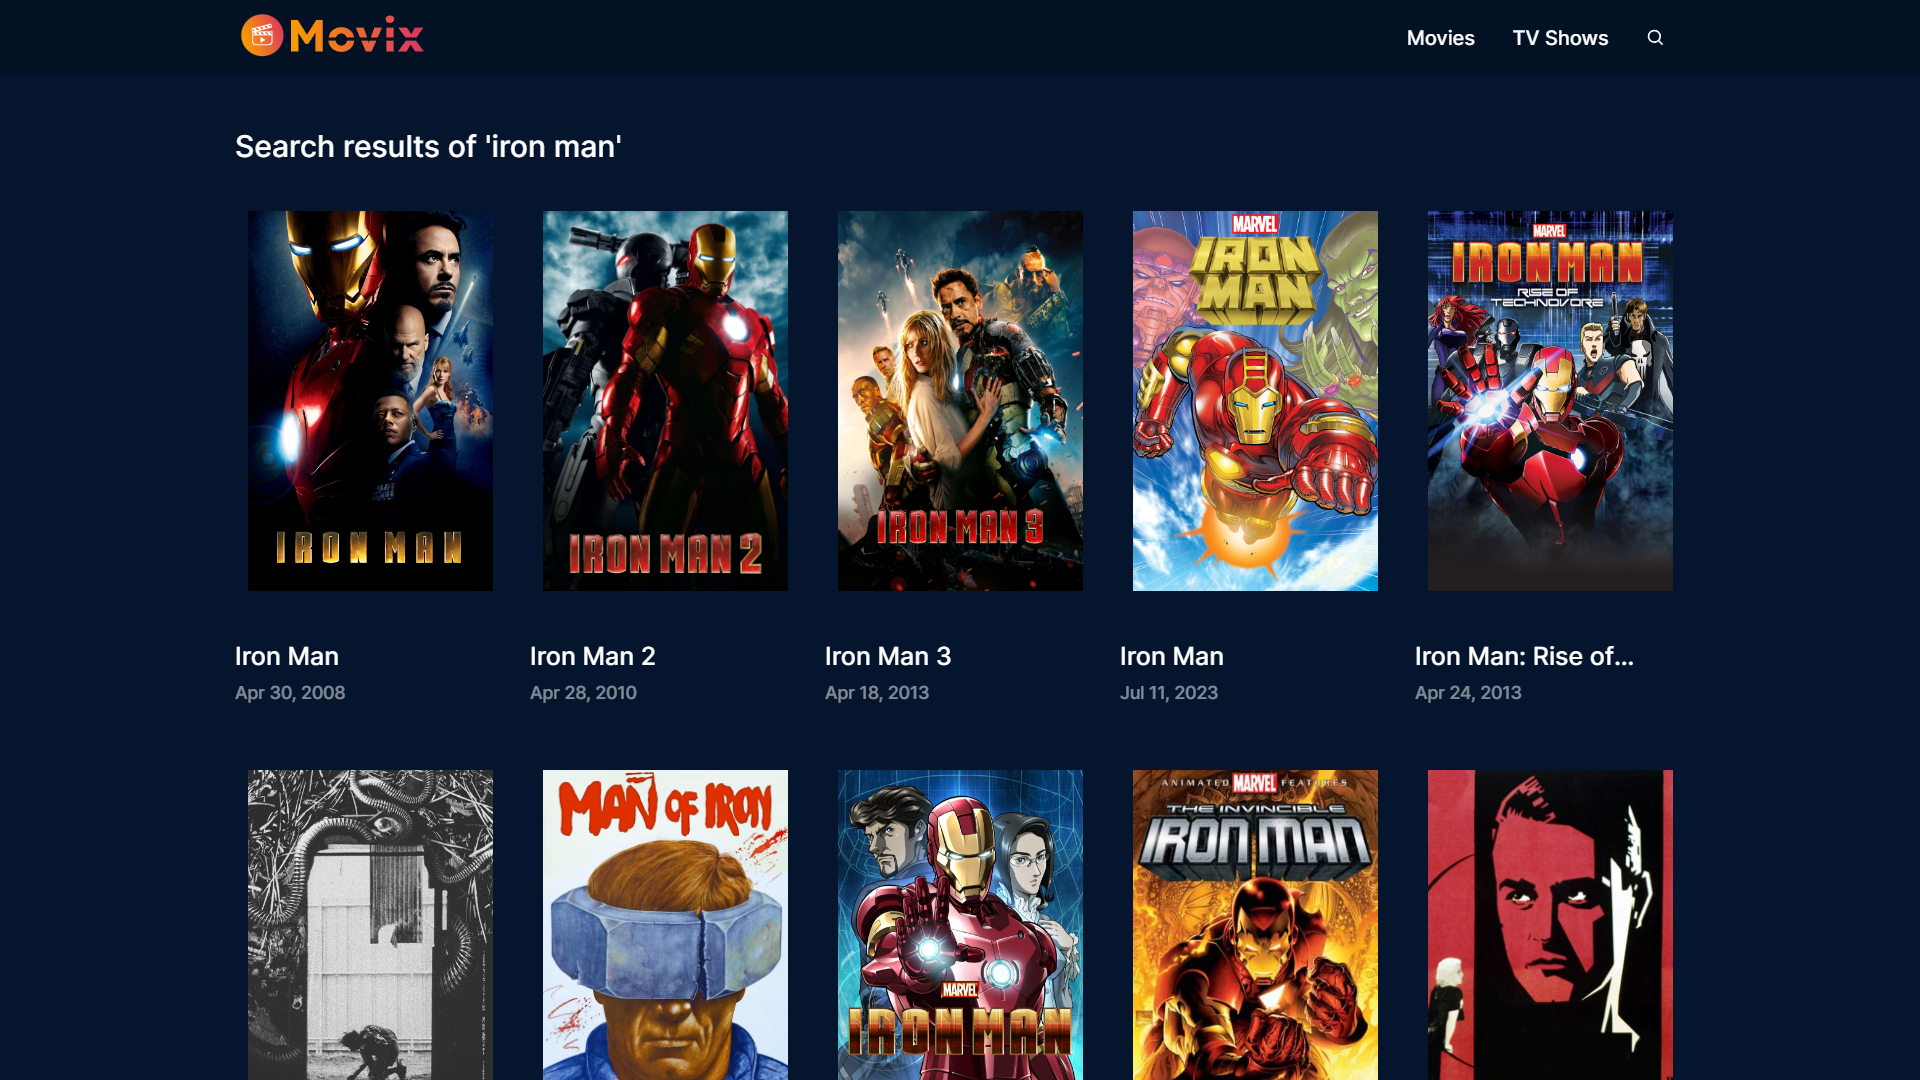 Movix
Movies
TV Shows
Search results of 'iron man'
IRON MAN
IRON MAN 2
IRON MAN 3
MARVEL
IRON
MAN
MARVEL
IRON MAN
RISE OF
TECHNOVORE
Iron Man
Apr 30, 2008
Iron Man 2
Apr 28, 2010
Iron Man 3
Apr 18, 2013
Iron Man
Jul 11, 2023
Iron Man: Rise of...
Apr 24, 2013
MAN OF IRON
MARVEL
IRON MAN
ANIMATED MARVEL FEATURES
THE INVINCIBLE
IRON MAN